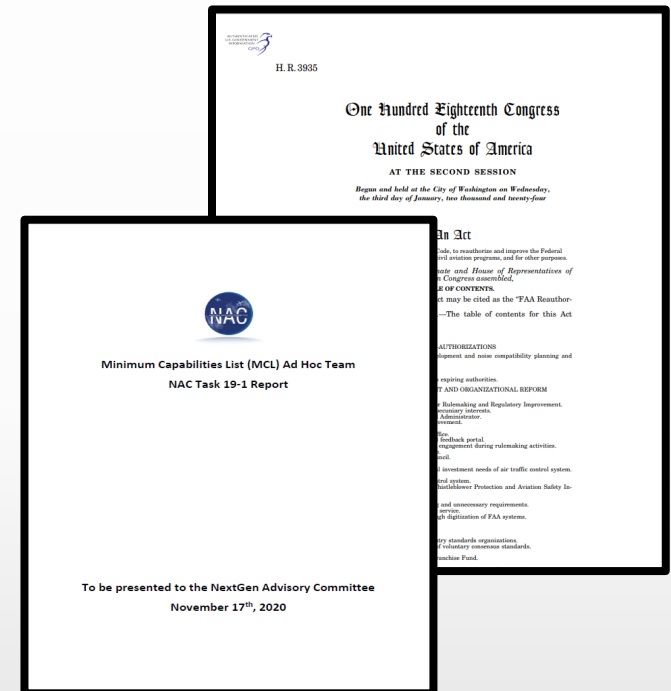 AUTHENTICATED
U.S. GOVERNMENT
INFORMATION
GPO
H. R. 3935
One Hundred Eighteenth Congress
of the
United States of America
AT THE SECOND SESSION
Begun and held at the City of Washington on Wednesday,
the third day of January, two thousand and twenty-four
An Act
Code, to reauthorize and improve the Federal
civil aviation programs, and for other purposes.
nate and House of Representatives of
n Congress assembled,
LE OF CONTENTS.
ct may be cited as the “FAA Reauthor-
.—The table of contents for this Act
-AUTHORIZATIONS
elopment and noise compatibility planning and
expiring authorities.
T AND ORGANIZATIONAL REFORM
r Rulemaking and Regulatory Improvement.
ecuniary interests.
Administrator.
ovement.
ffice.
feedback portal.
engagement during rulemaking activities.
uncil.
l investment needs of air traffic control system.
trol system.
histleblower Protection and Aviation Safety In-
g and unnecessary requirements.
service.
gh digitization of FAA systems.
try standards organizations.
f voluntary consensus standards.
ranchise Fund.
NAC
Minimum Capabilities List (MCL) Ad Hoc Team
NAC Task 19-1 Report
To be presented to the NextGen Advisory Committee
November 17th, 2020